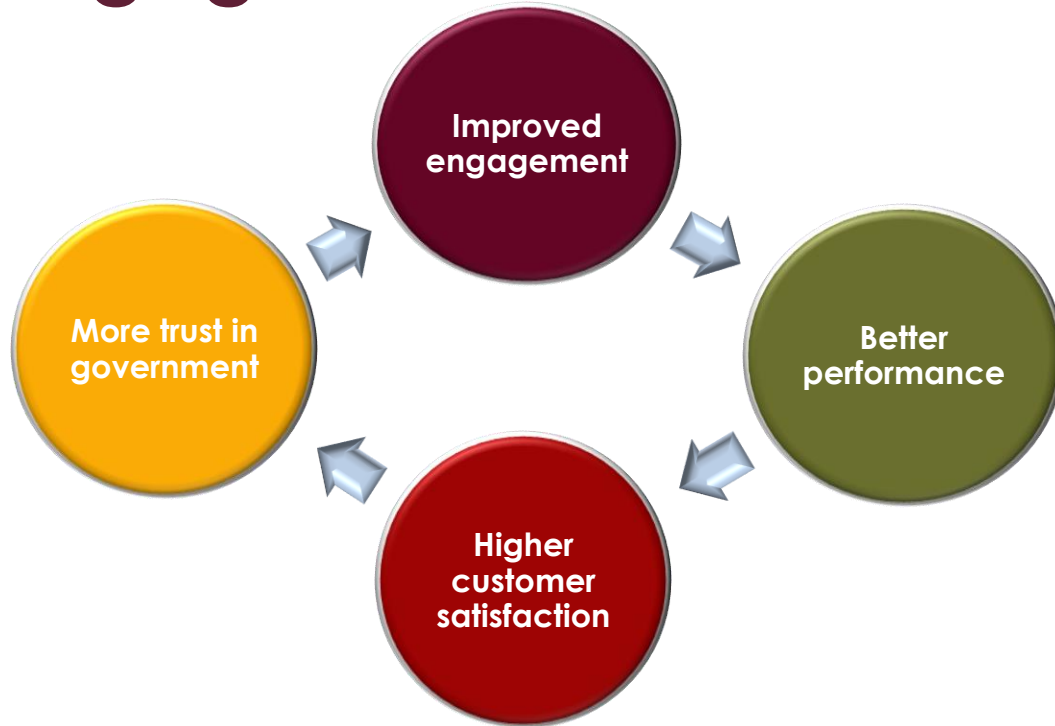 Improved
engagement
Better
performance
Higher
customer
satisfaction
More trust in
government